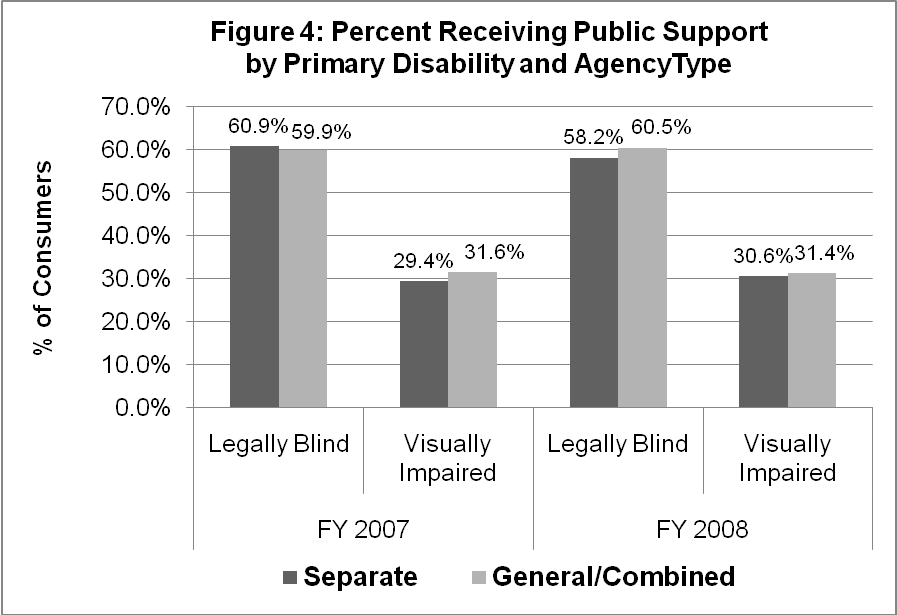 Figure 4: Percent Receiving Public Support
by Primary Disability and AgencyType
% of Consumers
70.0%
60.0%
50.0%
40.0%
30.0%
20.0%
10.0%
0.0%
60.9% 59.9%
29.4% 31.6%
58.2% 60.5%
30.6% 31.4%
Legally Blind
Visually
Impaired
Legally Blind
Visually
Impaired
FY 2007
FY 2008
Separate
General/Combined